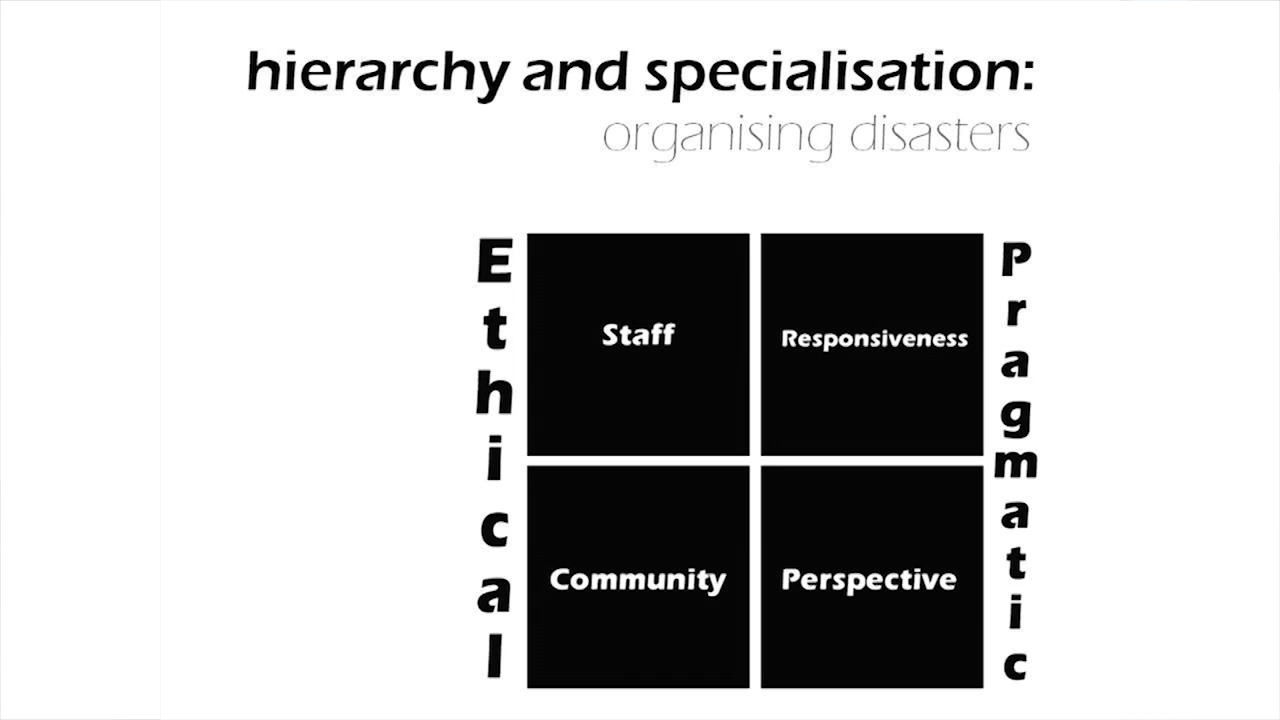 hierarchy and specialisation:
organising disasters
Ethical
Staff
Responsiveness
Community
Perspective
Pragmatic